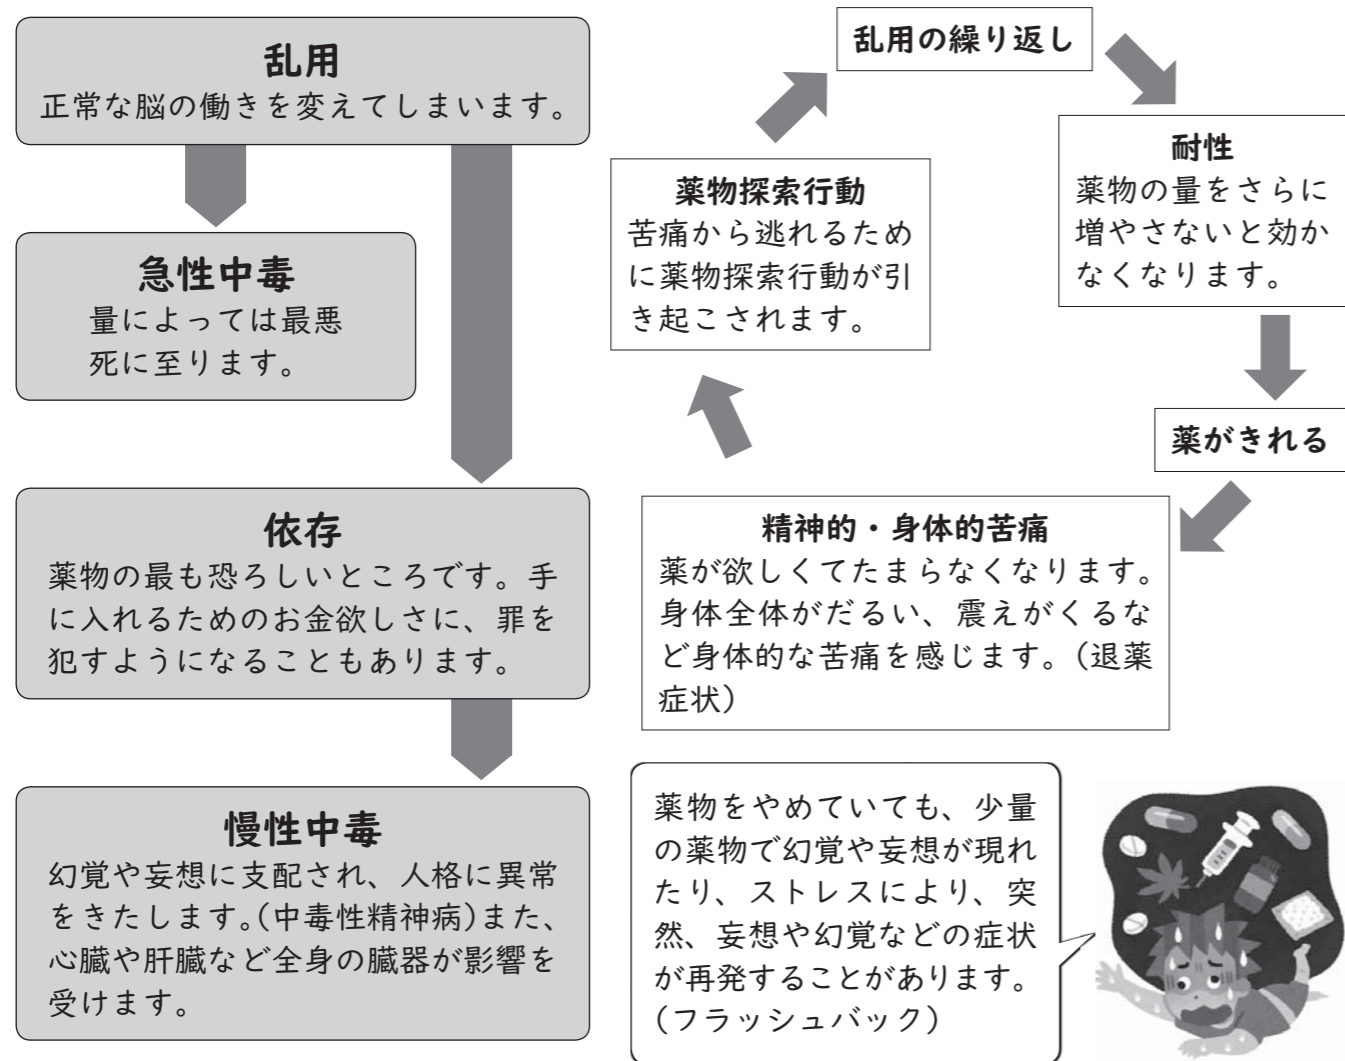 乱用
正常な脳の働きを変えてしまいます。
急性中毒
量によっては最悪
死に至ります。
依存
薬物の最も恐ろしいところです。手
に入れるためのお金欲しさに、罪を
犯すようになることもあります。
慢性中毒
幻覚や妄想に支配され、人格に異常
をきたします。(中毒性精神病)また、
心臓や肝臓など全身の臓器が影響を
受けます。
乱用の繰り返し
耐性
薬物の量をさらに
増やさないと効か
なくなります。
薬がきれる
精神的・身体的苦痛
薬が欲しくてたまらなくなります。
身体全体がだるい、震えがくるな
ど身体的な苦痛を感じます。(退薬
症状)
薬物探索行動
苦痛から逃れるため
に薬物探索行動が引
き起こされます。
薬物をやめていても、少量
の薬物で幻覚や妄想が現れ
たり、ストレスにより、突
然、妄想や幻覚などの症状
が再発することがあります。
(フラッシュバック)